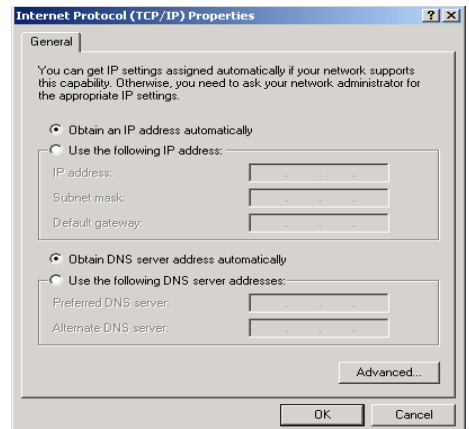 Internet Protocol (TCP/IP) Properties
General
You can get IP settings assigned automatically if your network supports
this capability. Otherwise, you need to ask your network administrator for
the appropriate IP settings.
Obtain an IP address automatically
Use the following IP address:
IP address:
Subnet mask:
Default gateway:
Obtain DNS server address automatically
Use the following DNS server addresses:
Preferred DNS server:
Alternate DNS server:
Advanced...
OK Cancel